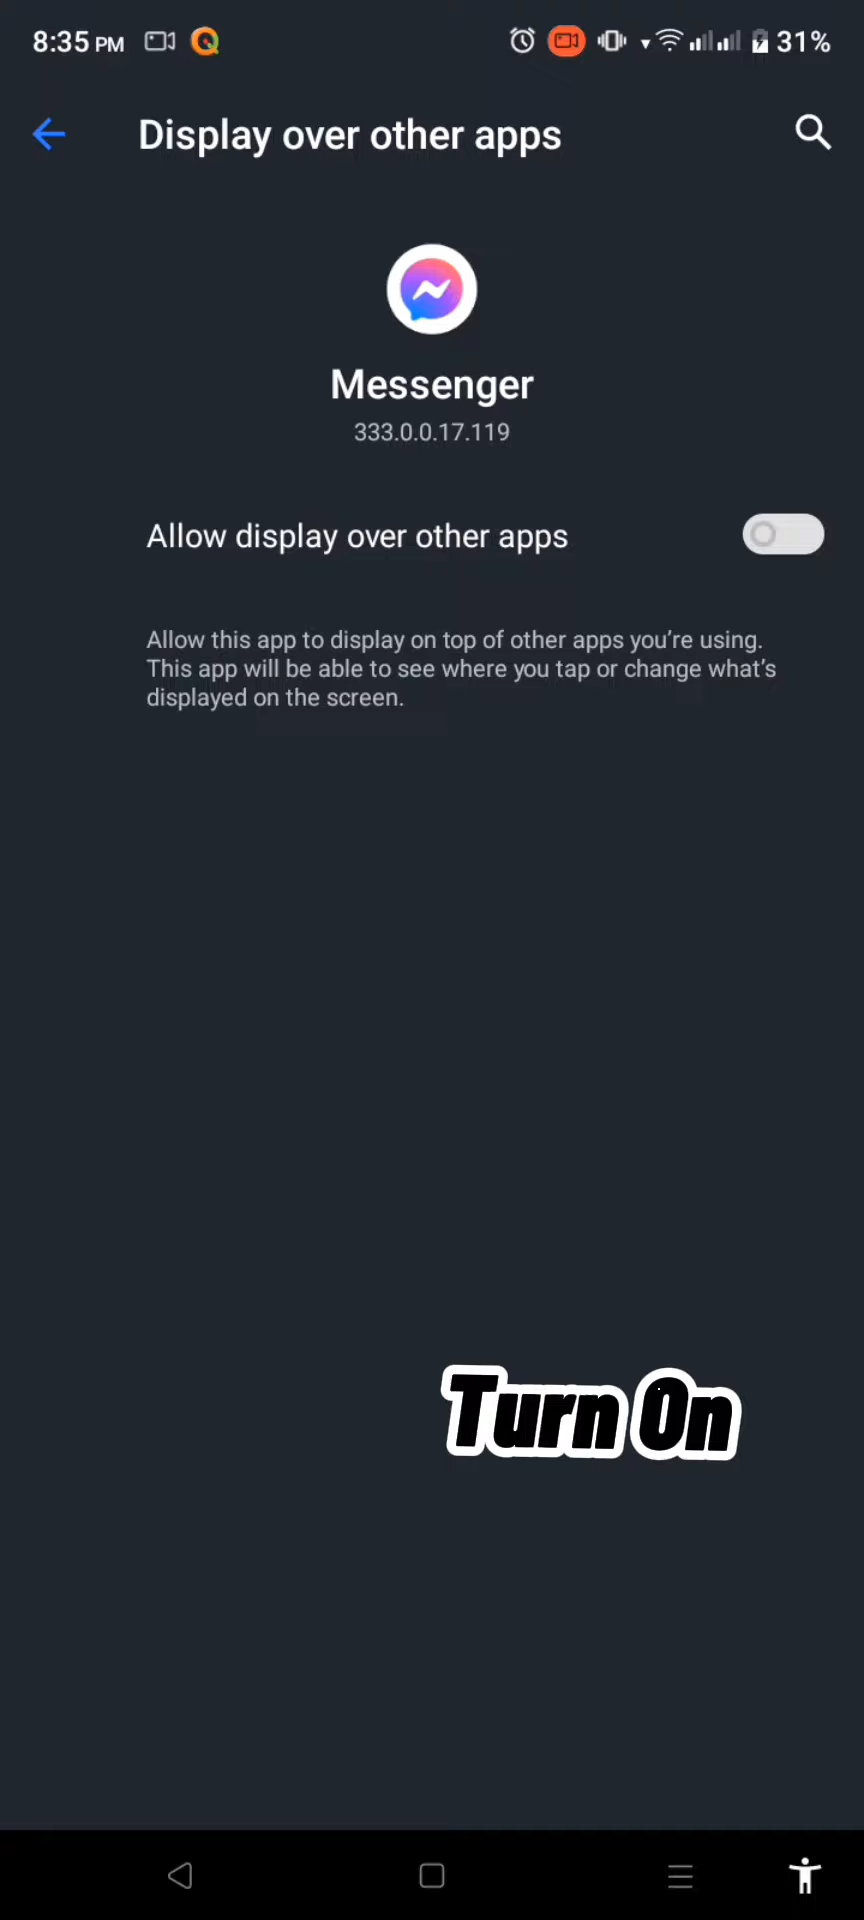 8:35 PM 31%
Display over other apps
Messenger
333.0.0.17.119
Allow display over other apps
Allow this app to display on top of other apps you’re using.
This app will be able to see where you tap or change what’s
displayed on the screen.
Turn On